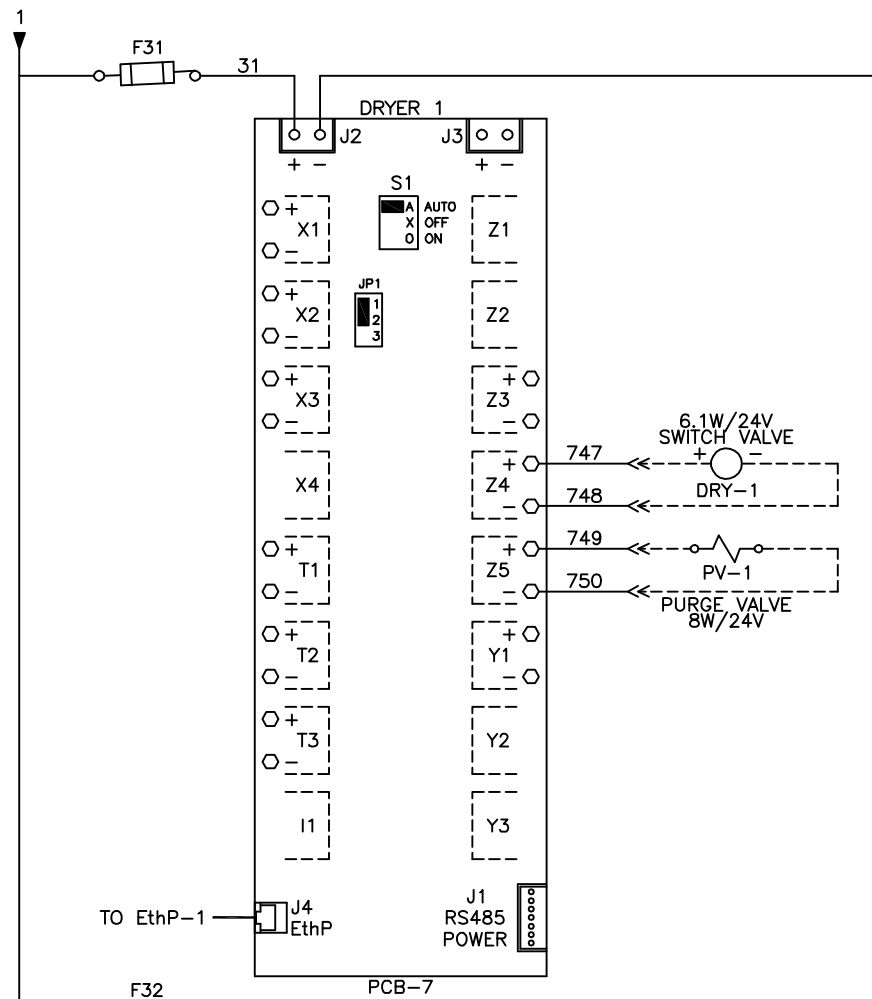 1
F31
31
DRYER 1
J2
J3
+ −
+ −
S1
A AUTO
X OFF
O ON
JP1
1
2
3
+
X1
−
+
X2
−
+
X3
−
X4
+
T1
−
+
T2
−
+
T3
−
I1
Z1
Z2
+
Z3
−
+
Z4
−
+
Z5
−
+
Y1
−
Y2
Y3
747
748
749
750
6.1W/24V
SWITCH VALVE
+ −
DRY-1
PV-1
PURGE VALVE
8W/24V
TO EthP-1
J4
EthP
J1
RS485
POWER
F32
PCB-7